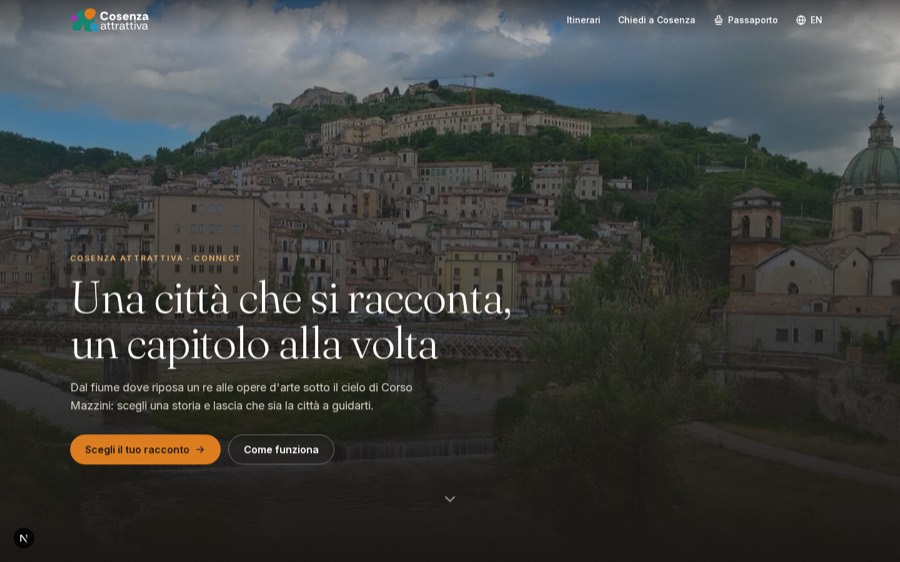 Cosenza
attrattiva
Itinerari
Chiedi a Cosenza
Passaporto
EN
COSENZA ATTRATTIVA · CONNECT
Una città che si racconta,
un capitolo alla volta
Dal fiume dove riposa un re alle opere d'arte sotto il cielo di Corso
Mazzini: scegli una storia e lascia che sia la città a guidarti.
Scegli il tuo racconto →
Come funziona
N